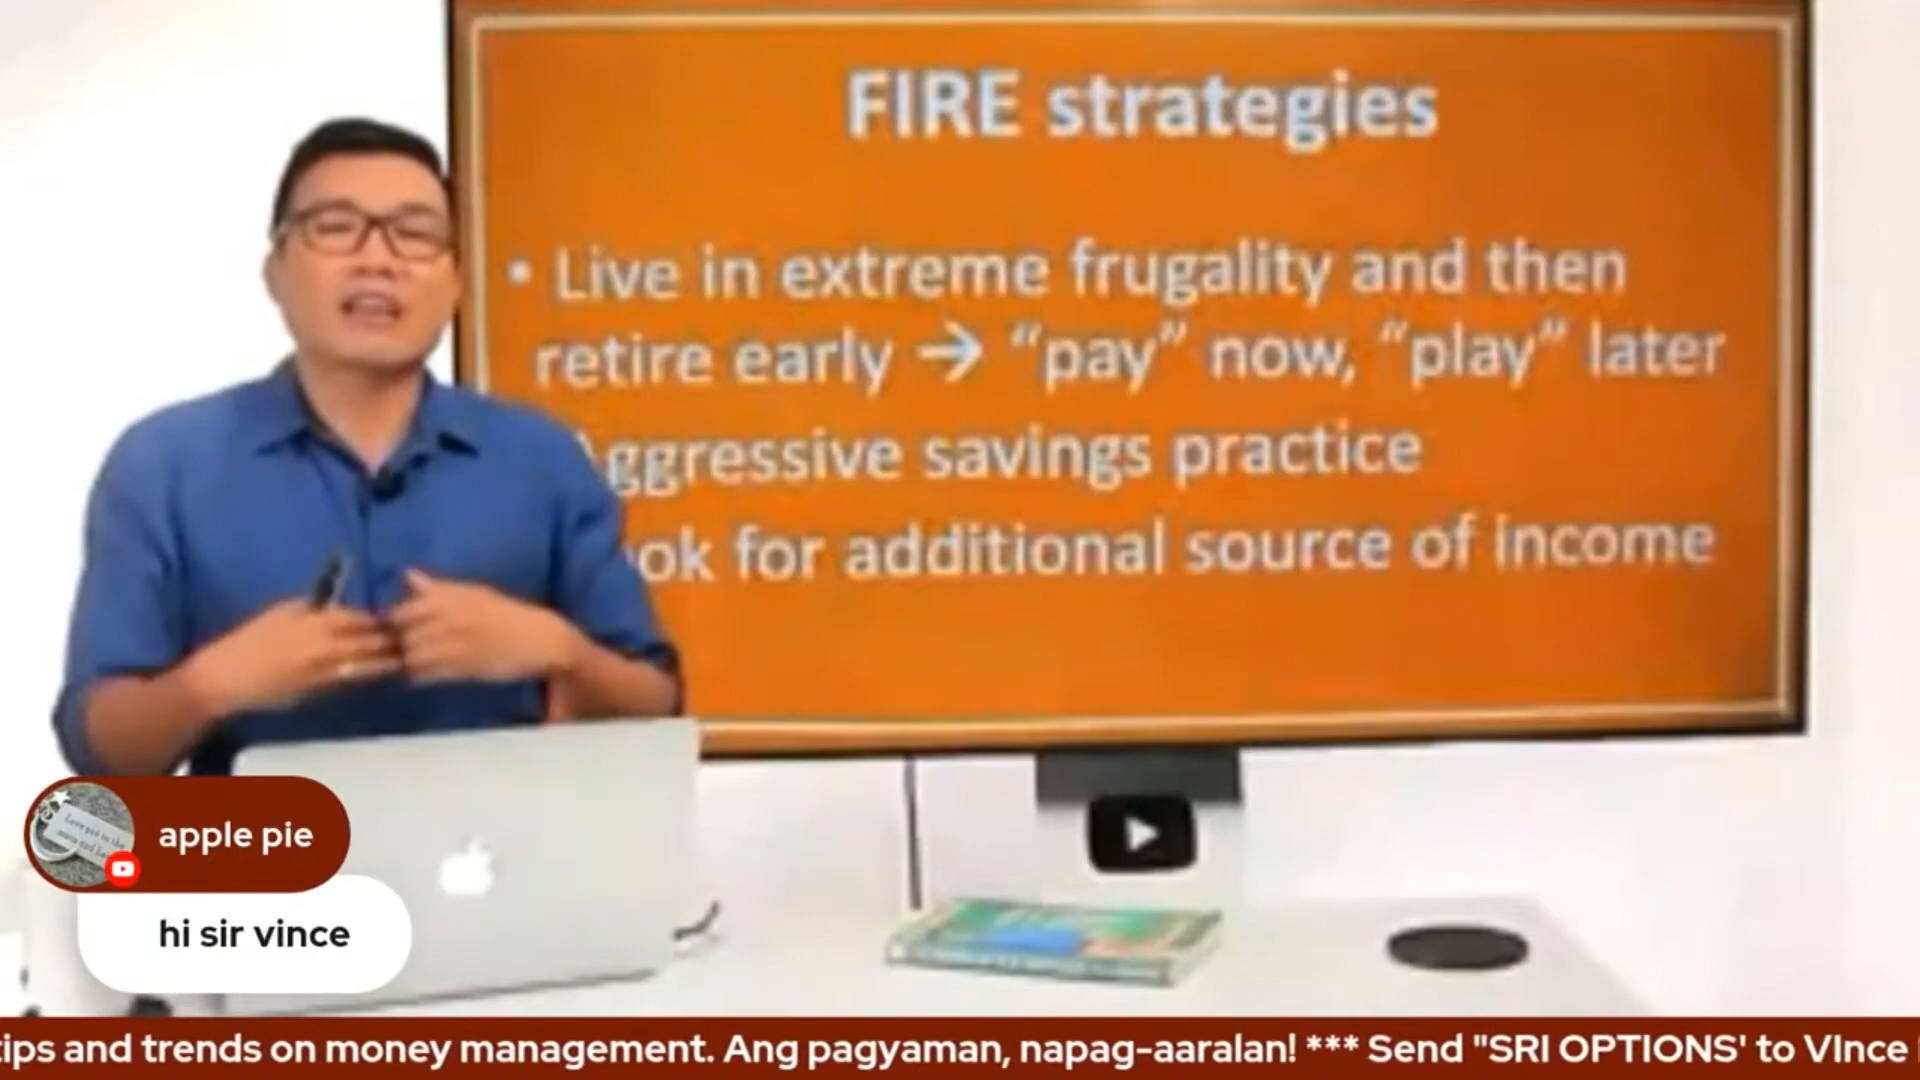 FIRE strategies
• Live in extreme frugality and then
retire early → “pay” now, “play” later
ggressive savings practice
ok for additional source of income
apple pie
hi sir vince
tips and trends on money management. Ang pagyaman, napag-aaralan! *** Send "SRI OPTIONS' to VInce